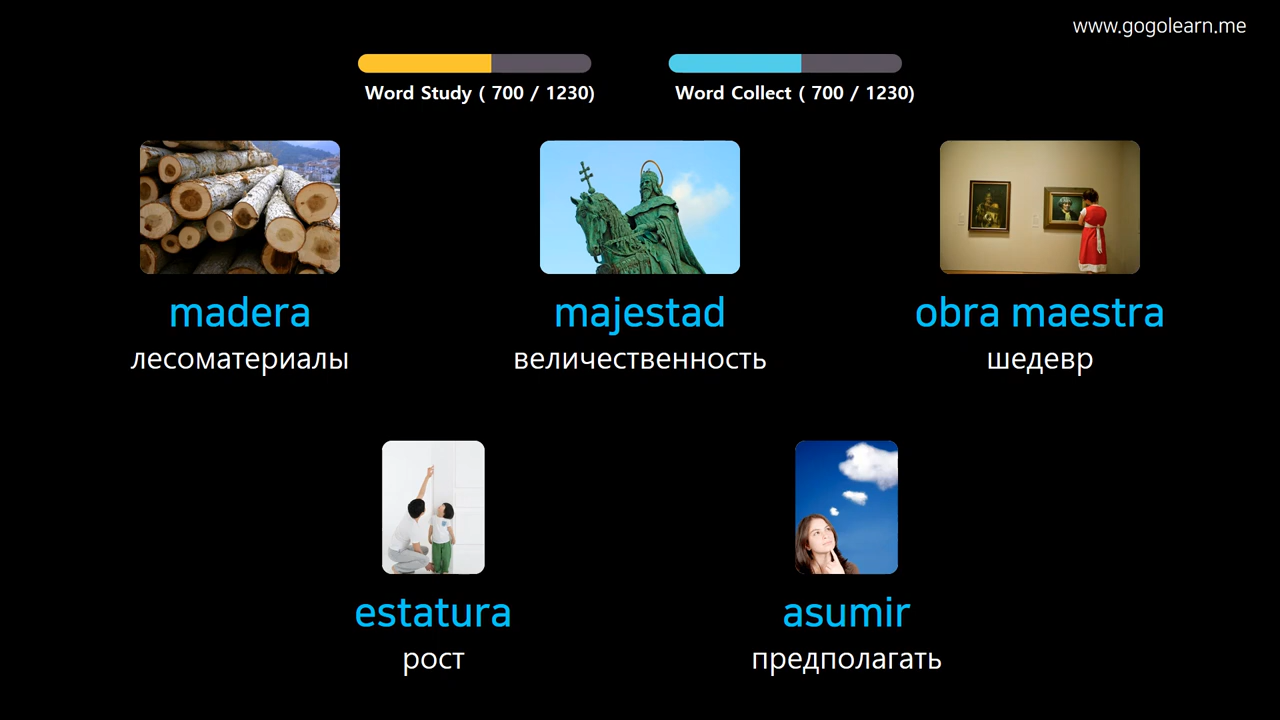 www.gogolearn.me
Word Study ( 700 / 1230)
Word Collect ( 700 / 1230)
madera
лесоматериалы
majestad
величественность
obra maestra
шедевр
estatura
рост
asumir
предполагать